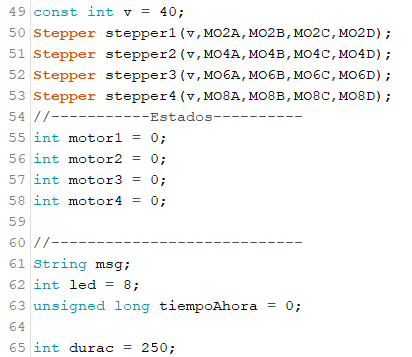 49 const int v = 40;
50 Stepper stepper1(v,MO2A,MO2B,MO2C,MO2D);
51 Stepper stepper2(v,MO4A,MO4B,MO4C,MO4D);
52 Stepper stepper3(v,MO6A,MO6B,MO6C,MO6D);
53 Stepper stepper4(v,MO8A,MO8B,MO8C,MO8D);
54 //-----------Estados----------
55 int motor1 = 0;
56 int motor2 = 0;
57 int motor3 = 0;
58 int motor4 = 0;
59
60 //----------------------------
61 String msg;
62 int led = 8;
63 unsigned long tiempoAhora = 0;
64
65 int durac = 250;